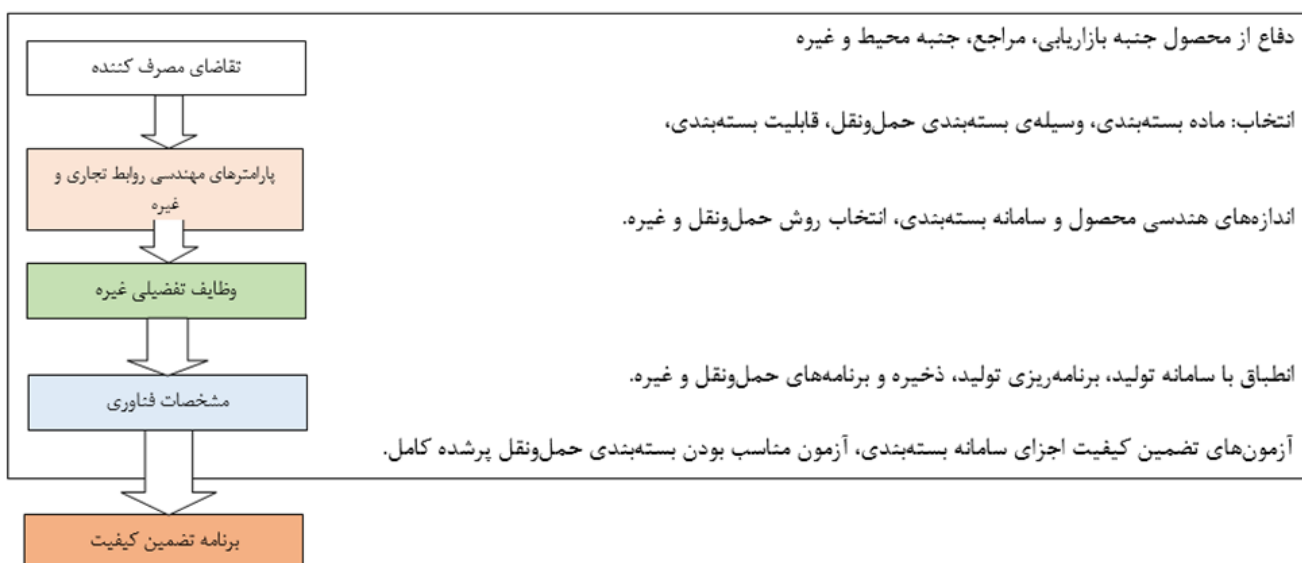 دفاع از محصول جنبه بازاریابی، مراجع، جنبه محیط و غیره
تقاضای مصرف کننده
انتخاب: ماده بسته‌بندی، وسیله‌ی بسته‌بندی حمل‌ونقل، قابلیت بسته‌بندی،
پارامترهای مهندسی روابط تجاری و
غیره
اندازه‌های هندسی محصول و سامانه بسته‌بندی، انتخاب روش حمل‌ونقل و غیره.
وظایف تفضیلی غیره
انطباق با سامانه تولید، برنامه‌ریزی تولید، ذخیره و برنامه‌های حمل‌ونقل و غیره.
مشخصات فناوری
آزمون‌های تضمین کیفیت اجزای سامانه بسته‌بندی، آزمون مناسب بودن بسته‌بندی حمل‌ونقل پرشده کامل.
برنامه تضمین کیفیت